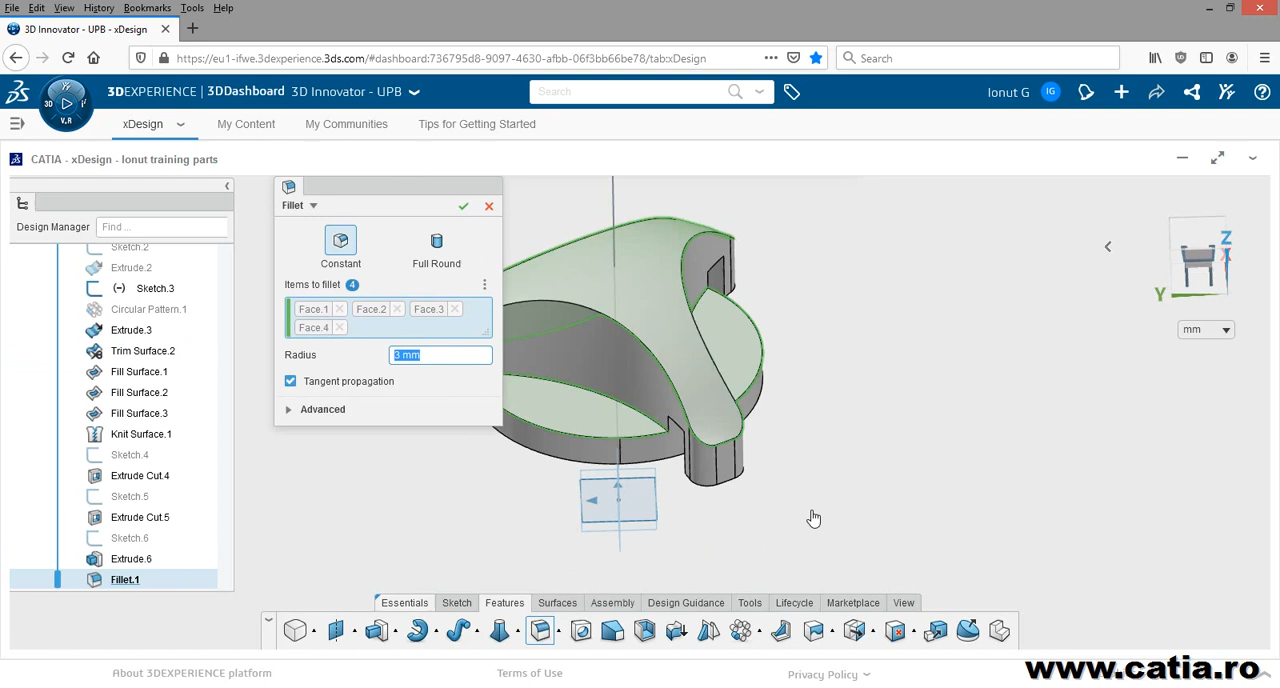 File Edit View History Bookmarks Tools Help
3D Innovator - UPB - xDesign
https://eu1-ifwe.3dexperience.3ds.com/#dashboard:736795d8-9097-4630-afbb-06f3bb66be78/tab:xDesign
Search
3DEXPERIENCE | 3DDashboard 3D Innovator - UPB
Search
Ionut G IG
3D
V.R
xDesign My Content My Communities Tips for Getting Started
CATIA - xDesign - Ionut training parts
Design Manager Find ...
Sketch.2
Extrude.2
(−) Sketch.3
Circular Pattern.1
Extrude.3
Trim Surface.2
Fill Surface.1
Fill Surface.2
Fill Surface.3
Knit Surface.1
Sketch.4
Extrude Cut.4
Sketch.5
Extrude Cut.5
Sketch.6
Extrude.6
Fillet.1
Fillet
Constant Full Round
Items to fillet 4
Face.1 Face.2 Face.3
Face.4
Radius 3 mm
Tangent propagation
Advanced
Z
X
Y
mm
Essentials Sketch Features Surfaces Assembly Design Guidance Tools Lifecycle Marketplace View
About 3DEXPERIENCE platform Terms of Use Privacy Policy
www.catia.ro